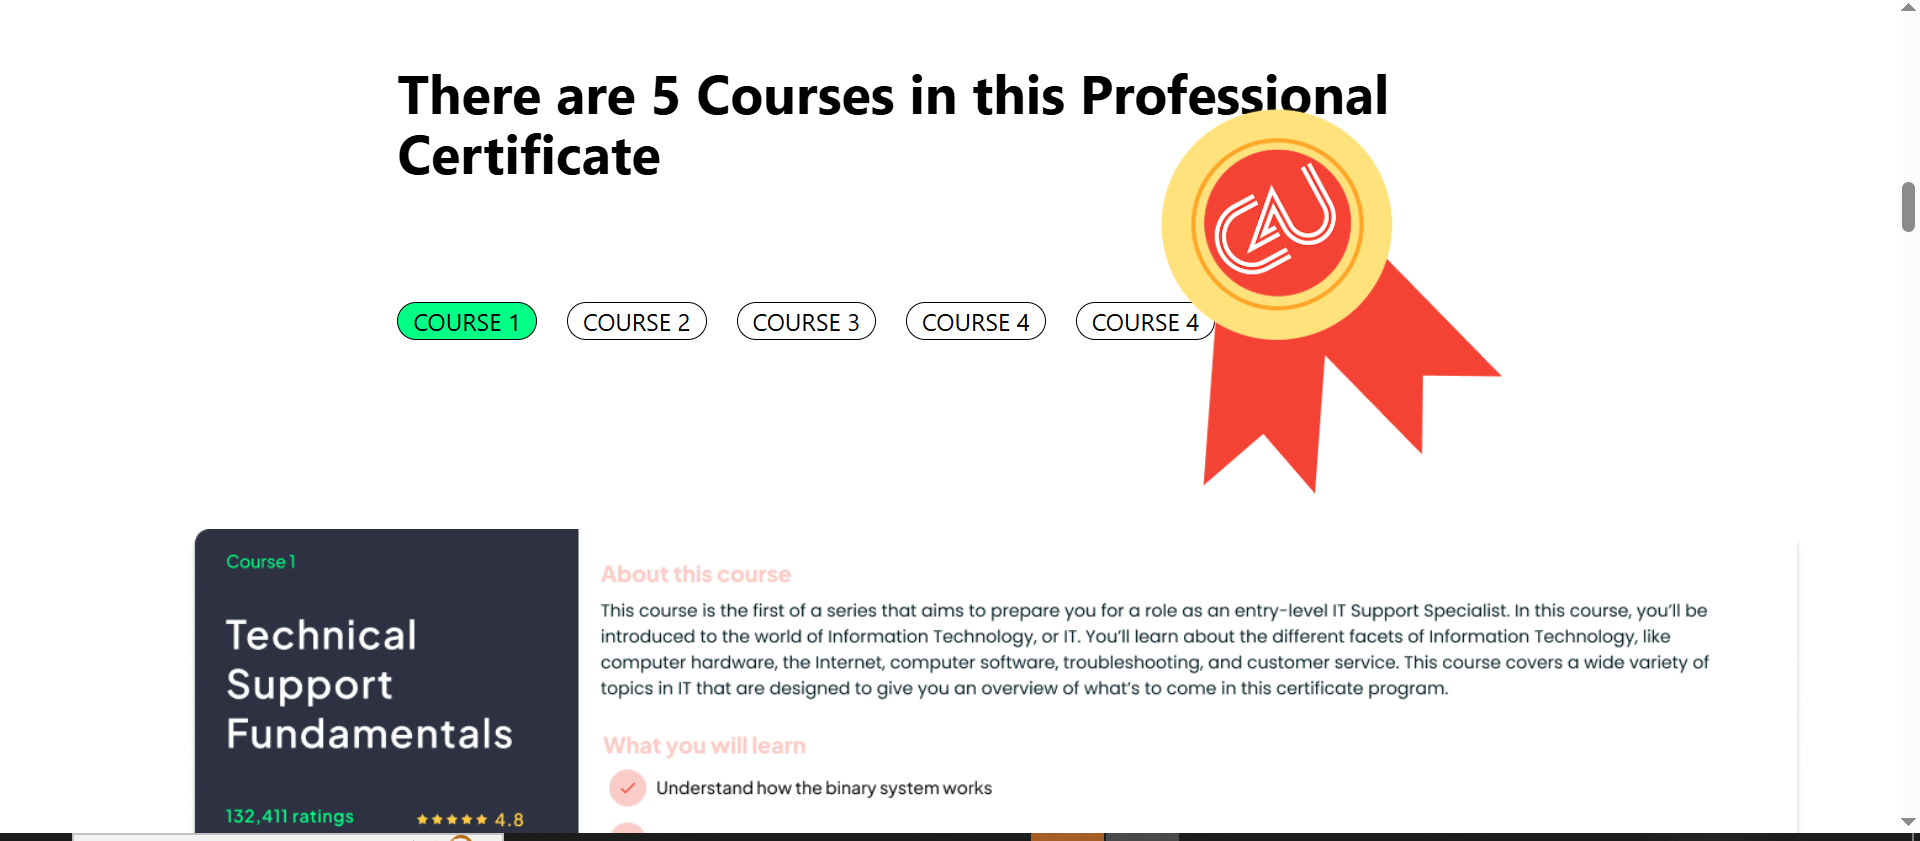 There are 5 Courses in this Professional
Certificate
COURSE 1
COURSE 2
COURSE 3
COURSE 4
COURSE 4
CAU
Course 1
Technical
Support
Fundamentals
132,411 ratings
4.8
About this course
This course is the first of a series that aims to prepare you for a role as an entry-level IT Support Specialist. In this course, you’ll be
introduced to the world of Information Technology, or IT. You’ll learn about the different facets of Information Technology, like
computer hardware, the Internet, computer software, troubleshooting, and customer service. This course covers a wide variety of
topics in IT that are designed to give you an overview of what’s to come in this certificate program.
What you will learn
Understand how the binary system works